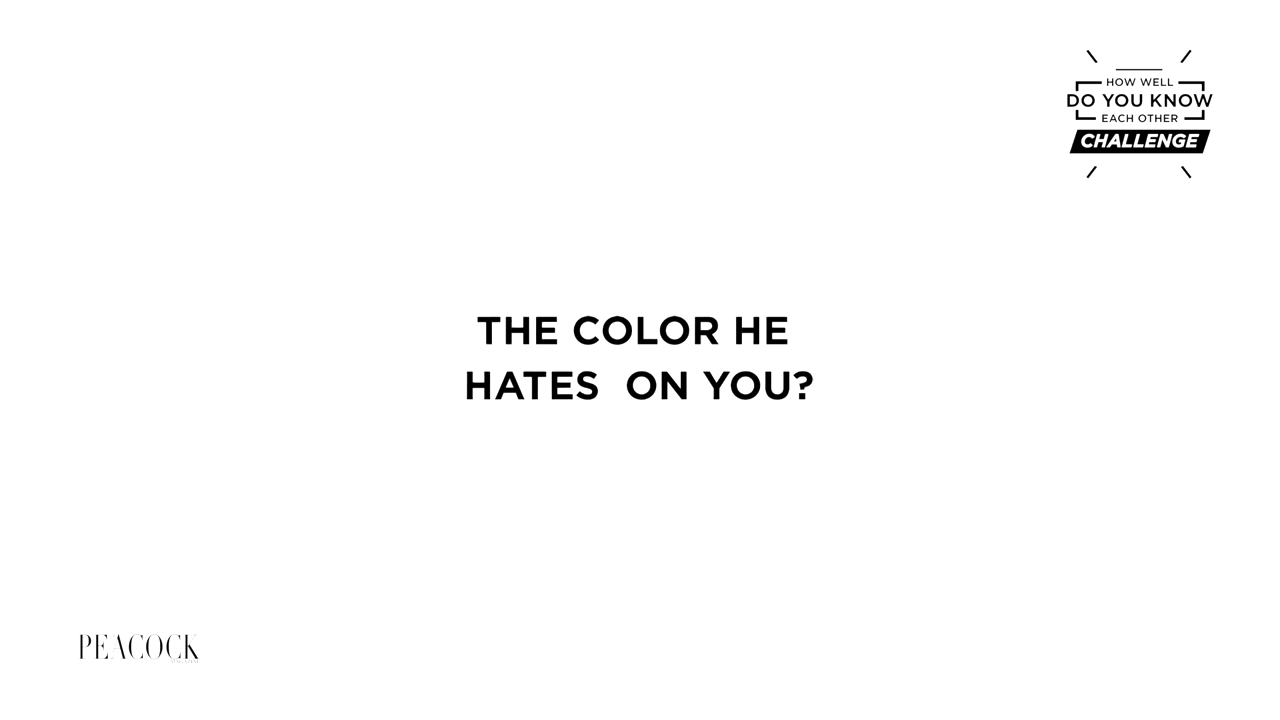 HOW WELL
DO YOU KNOW
EACH OTHER
CHALLENGE
THE COLOR HE
HATES  ON YOU?
PEACOCK